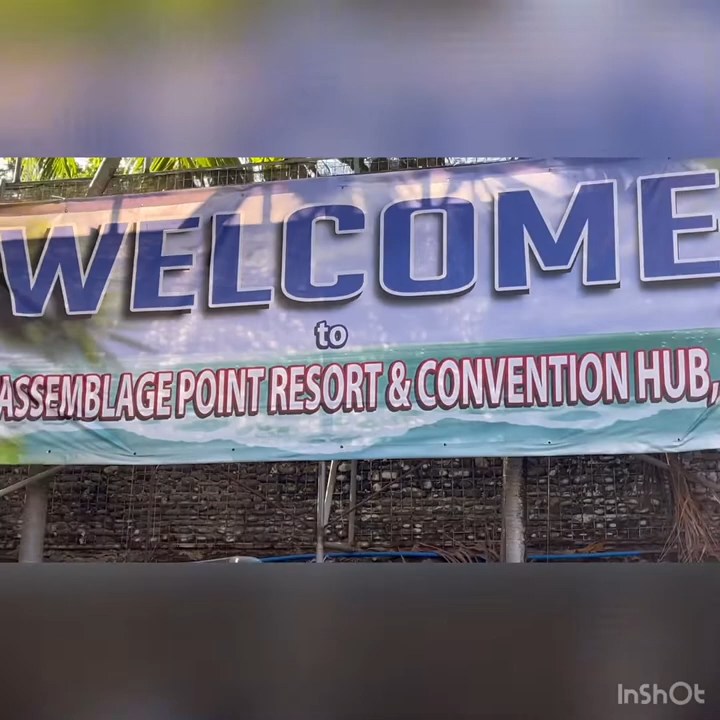 WELCOME
to
ASSEMBLAGE POINT RESORT & CONVENTION HUB,
InShOt